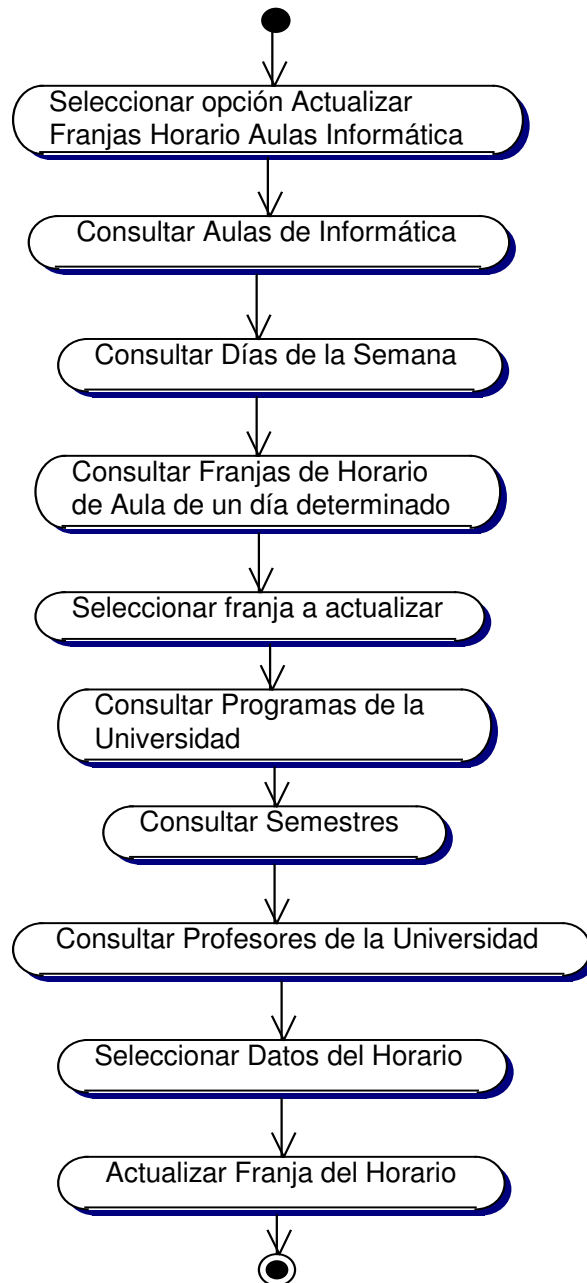 Seleccionar opción Actualizar
Franjas Horario Aulas Informática
Consultar Aulas de Informática
Consultar Días de la Semana
Consultar Franjas de Horario
de Aula de un día determinado
Seleccionar franja a actualizar
Consultar Programas de la
Universidad
Consultar Semestres
Consultar Profesores de la Universidad
Seleccionar Datos del Horario
Actualizar Franja del Horario